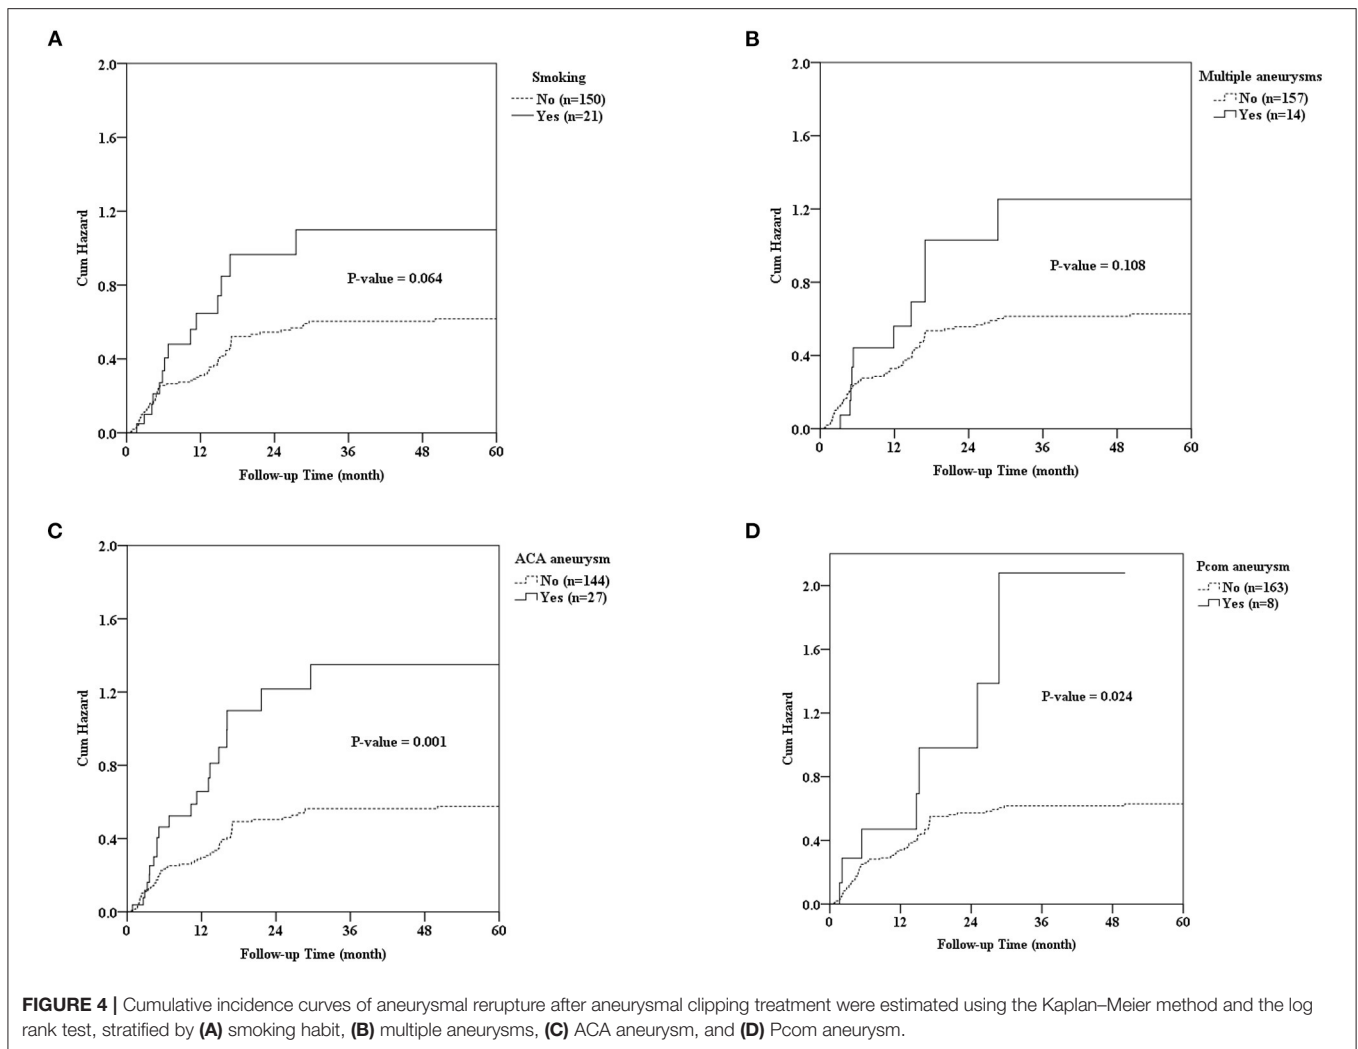 A
2.0
1.6
1.2
0.8
0.4
0.0
0
12
24
36
48
60
Cum Hazard
Follow-up Time (month)
P-value = 0.064
Smoking
No (n=150)
Yes (n=21)
B
2.0
1.6
1.2
0.8
0.4
0.0
0
12
24
36
48
60
Cum Hazard
Follow-up Time (month)
P-value = 0.108
Multiple aneurysms
No (n=157)
Yes (n=14)
C
2.0
1.6
1.2
0.8
0.4
0.0
0
12
24
36
48
60
Cum Hazard
Follow-up Time (month)
P-value = 0.001
ACA aneurysm
No (n=144)
Yes (n=27)
D
2.0
1.6
1.2
0.8
0.4
0.0
0
12
24
36
48
60
Cum Hazard
Follow-up Time (month)
P-value = 0.024
Pcom aneurysm
No (n=163)
Yes (n=8)
FIGURE 4 | Cumulative incidence curves of aneurysmal rerupture after aneurysmal clipping treatment were estimated using the Kaplan–Meier method and the log
rank test, stratified by (A) smoking habit, (B) multiple aneurysms, (C) ACA aneurysm, and (D) Pcom aneurysm.